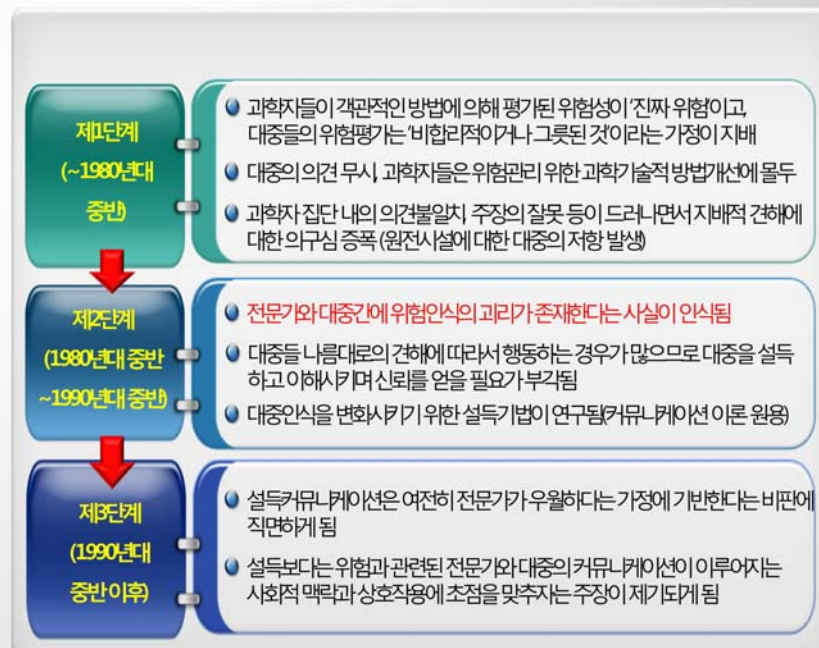 제1단계
(~1980년대
중반)
과학자들이 객관적인 방법에 의해 평가된 위험성이 '진짜 위험'이고,
대중들의 위험평가는 '비합리적이거나 그릇된 것'이라는 가정이 지배
대중의 의견 무시, 과학자들은 위험관리 위한 과학기술적 방법개선에 몰두
과학자 집단 내의 의견불일치, 주장의 잘못 등이 드러나면서 지배적 견해에
대한 의구심 증폭 (원전시설에 대한 대중의 저항 발생)
제2단계
(1980년대 중반
~1990년대 중반)
전문가와 대중간에 위험인식의 괴리가 존재한다는 사실이 인식됨
대중들 나름대로의 견해에 따라서 행동하는 경우가 많으므로 대중을 설득
하고 이해시키며 신뢰를 얻을 필요가 부각됨
대중인식을 변화시키기 위한 설득기법이 연구됨(커뮤니케이션 이론 원용)
제3단계
(1990년대
중반 이후)
설득커뮤니케이션은 여전히 전문가가 우월하다는 가정에 기반한다는 비판에
직면하게 됨
설득보다는 위험과 관련된 전문가와 대중의 커뮤니케이션이 이루어지는
사회적 맥락과 상호작용에 초점을 맞추자는 주장이 제기되게 됨